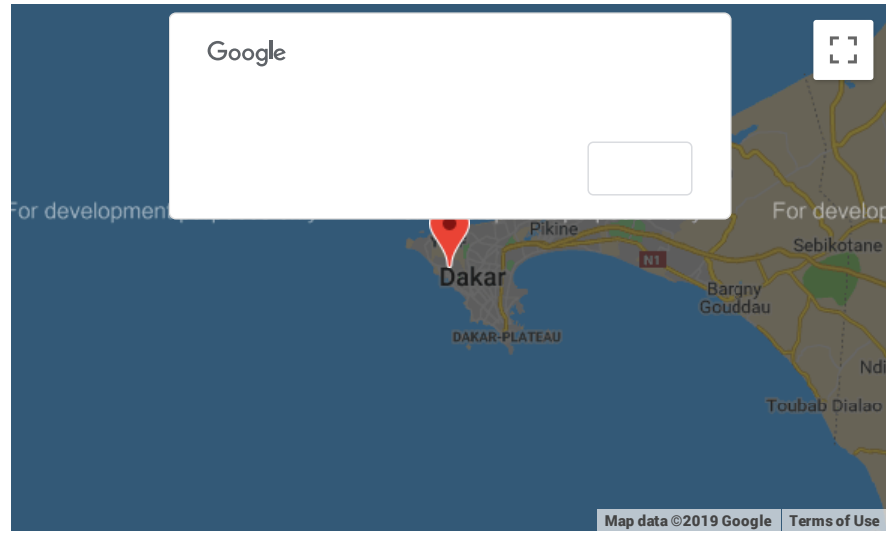 Google
For development
For develop
Pikine
Sebikotane
N1
Dakar
Bargny
Gouddau
DAKAR-PLATEAU
Ndi
Toubab Dialao
Map data ©2019 Google
Terms of Use